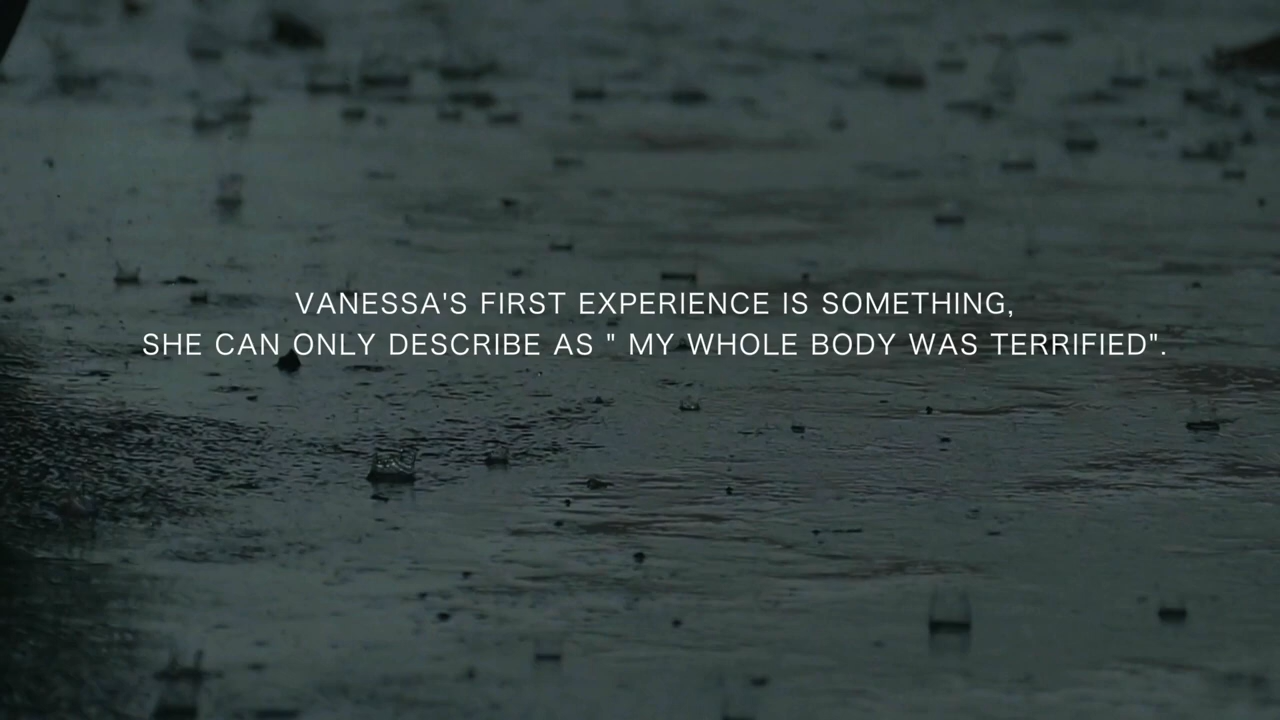 VANESSA'S FIRST EXPERIENCE IS SOMETHING,
SHE CAN ONLY DESCRIBE AS " MY WHOLE BODY WAS TERRIFIED".